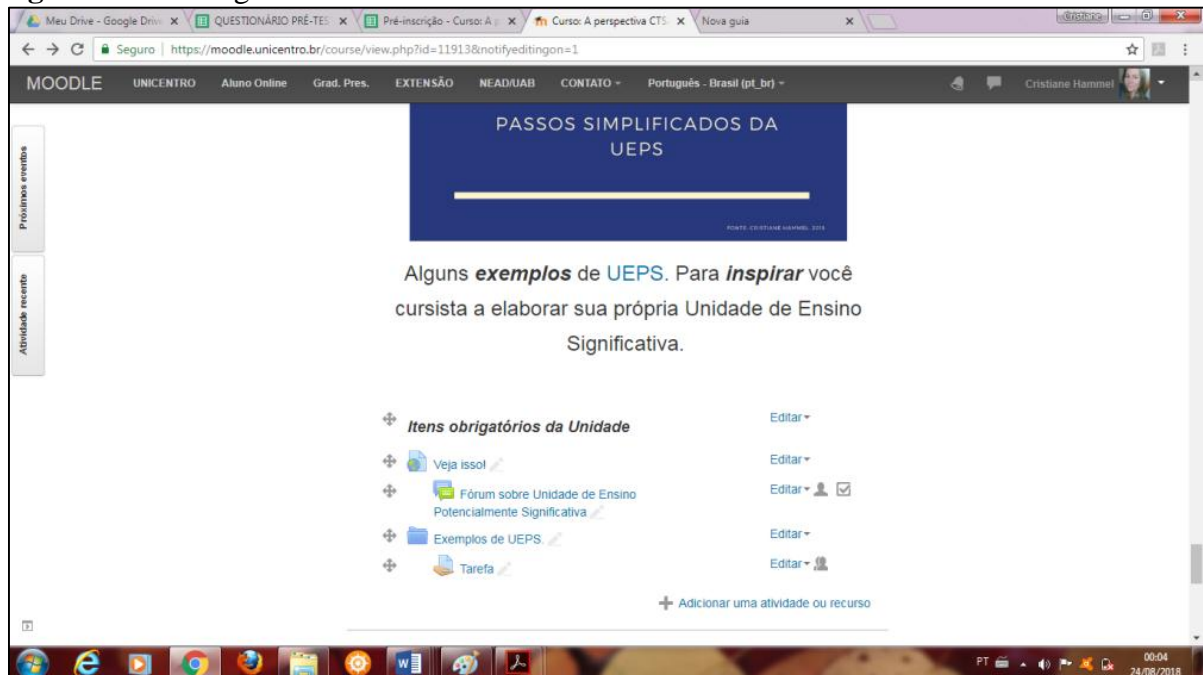 Meu Drive - Google Driv
QUESTIONÁRIO PRÉ-TES
Pré-inscrição - Curso: A p
Curso: A perspectiva CTS
Nova guia
Cristiane
Seguro | https://moodle.unicentro.br/course/view.php?id=11913&notifyeditingon=1
MOODLE UNICENTRO Aluno Online Grad. Pres. EXTENSÃO NEAD/UAB CONTATO Português - Brasil (pt_br) Cristiane Hammel
Próximos eventos
Atividade recente
PASSOS SIMPLIFICADOS DA
UEPS
FONTE: CRISTIANE HAMMEL, 2018
Alguns exemplos de UEPS. Para inspirar você
cursista a elaborar sua própria Unidade de Ensino
Significativa.
Itens obrigatórios da Unidade Editar
Veja isso! Editar
Fórum sobre Unidade de Ensino Editar
Potencialmente Significativa
Exemplos de UEPS. Editar
Tarefa Editar
Adicionar uma atividade ou recurso
PT 00:04
24/08/2018